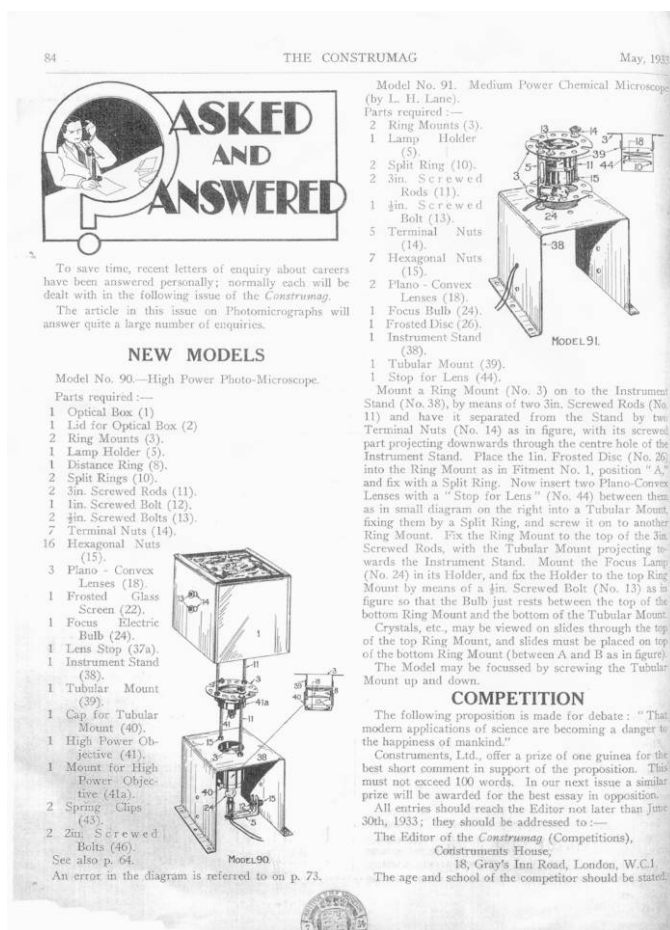 84
THE CONSTRUMAG
May, 1933
ASKED
AND
ANSWERED
To save time, recent letters of enquiry about careers
have been answered personally; normally each will be
dealt with in the following issue of the Construmag.
The article in this issue on Photomicrographs will
answer quite a large number of enquiries.
NEW MODELS
Model No. 90.—High Power Photo-Microscope.
Parts required :—
1 Optical Box (1)
1 Lid for Optical Box (2)
2 Ring Mounts (3).
1 Lamp Holder (5).
1 Distance Ring (8).
2 Split Rings (10).
2 3in. Screwed Rods (11).
1 1in. Screwed Bolt (12).
2 ½in. Screwed Bolts (13).
7 Terminal Nuts (14).
16 Hexagonal Nuts
(15).
3 Plano - Convex
Lenses (18).
1 Frosted Glass
Screen (22).
1 Focus Electric
Bulb (24).
1 Lens Stop (37a).
1 Instrument Stand
(38).
1 Tubular Mount
(39).
1 Cap for Tubular
Mount (40).
1 High Power Ob-
jective (41).
1 Mount for High
Power Objec-
tive (41a).
2 Spring Clips
(43).
2 2in. Screwed
Bolts (46).
See also p. 64.
MODEL 90.
An error in the diagram is referred to on p. 73.
Model No. 91. Medium Power Chemical Microscope
(by L. H. Lane).
Parts required :—
2 Ring Mounts (3).
1 Lamp Holder
(5).
2 Split Ring (10).
2 3in. Screwed
Rods (11).
1 ½in. Screwed
Bolt (13).
5 Terminal Nuts
(14).
7 Hexagonal Nuts
(15).
2 Plano - Convex
Lenses (18).
1 Focus Bulb (24).
1 Frosted Disc (26).
1 Instrument Stand
(38).
1 Tubular Mount (39).
1 Stop for Lens (44).
MODEL 91.
Mount a Ring Mount (No. 3) on to the Instrument
Stand (No. 38), by means of two 3in. Screwed Rods (No.
11) and have it separated from the Stand by two
Terminal Nuts (No. 14) as in figure, with its screwed
part projecting downwards through the centre hole of the
Instrument Stand. Place the 1in. Frosted Disc (No. 26)
into the Ring Mount as in Fitment No. 1, position "A,"
and fix with a Split Ring. Now insert two Plano-Convex
Lenses with a "Stop for Lens" (No. 44) between them
as in small diagram on the right into a Tubular Mount,
fixing them by a Split Ring, and screw it on to another
Ring Mount. Fix the Ring Mount to the top of the 3in.
Screwed Rods, with the Tubular Mount projecting to-
wards the Instrument Stand. Mount the Focus Lamp
(No. 24) in its Holder, and fix the Holder to the top Ring
Mount by means of a ½in. Screwed Bolt (No. 13) as in
figure so that the Bulb just rests between the top of the
bottom Ring Mount and the bottom of the Tubular Mount.
Crystals, etc., may be viewed on slides through the top
of the top Ring Mount, and slides must be placed on top
of the bottom Ring Mount (between A and B as in figure).
The Model may be focussed by screwing the Tubular
Mount up and down.
COMPETITION
The following proposition is made for debate : "That
modern applications of science are becoming a danger to
the happiness of mankind."
Construments, Ltd., offer a prize of one guinea for the
best short comment in support of the proposition. This
must not exceed 100 words. In our next issue a similar
prize will be awarded for the best essay in opposition.
All entries should reach the Editor not later than June
30th, 1933; they should be addressed to :—
The Editor of the Construmag (Competitions),
Construments House,
18, Gray's Inn Road, London, W.C.1.
The age and school of the competitor should be stated.